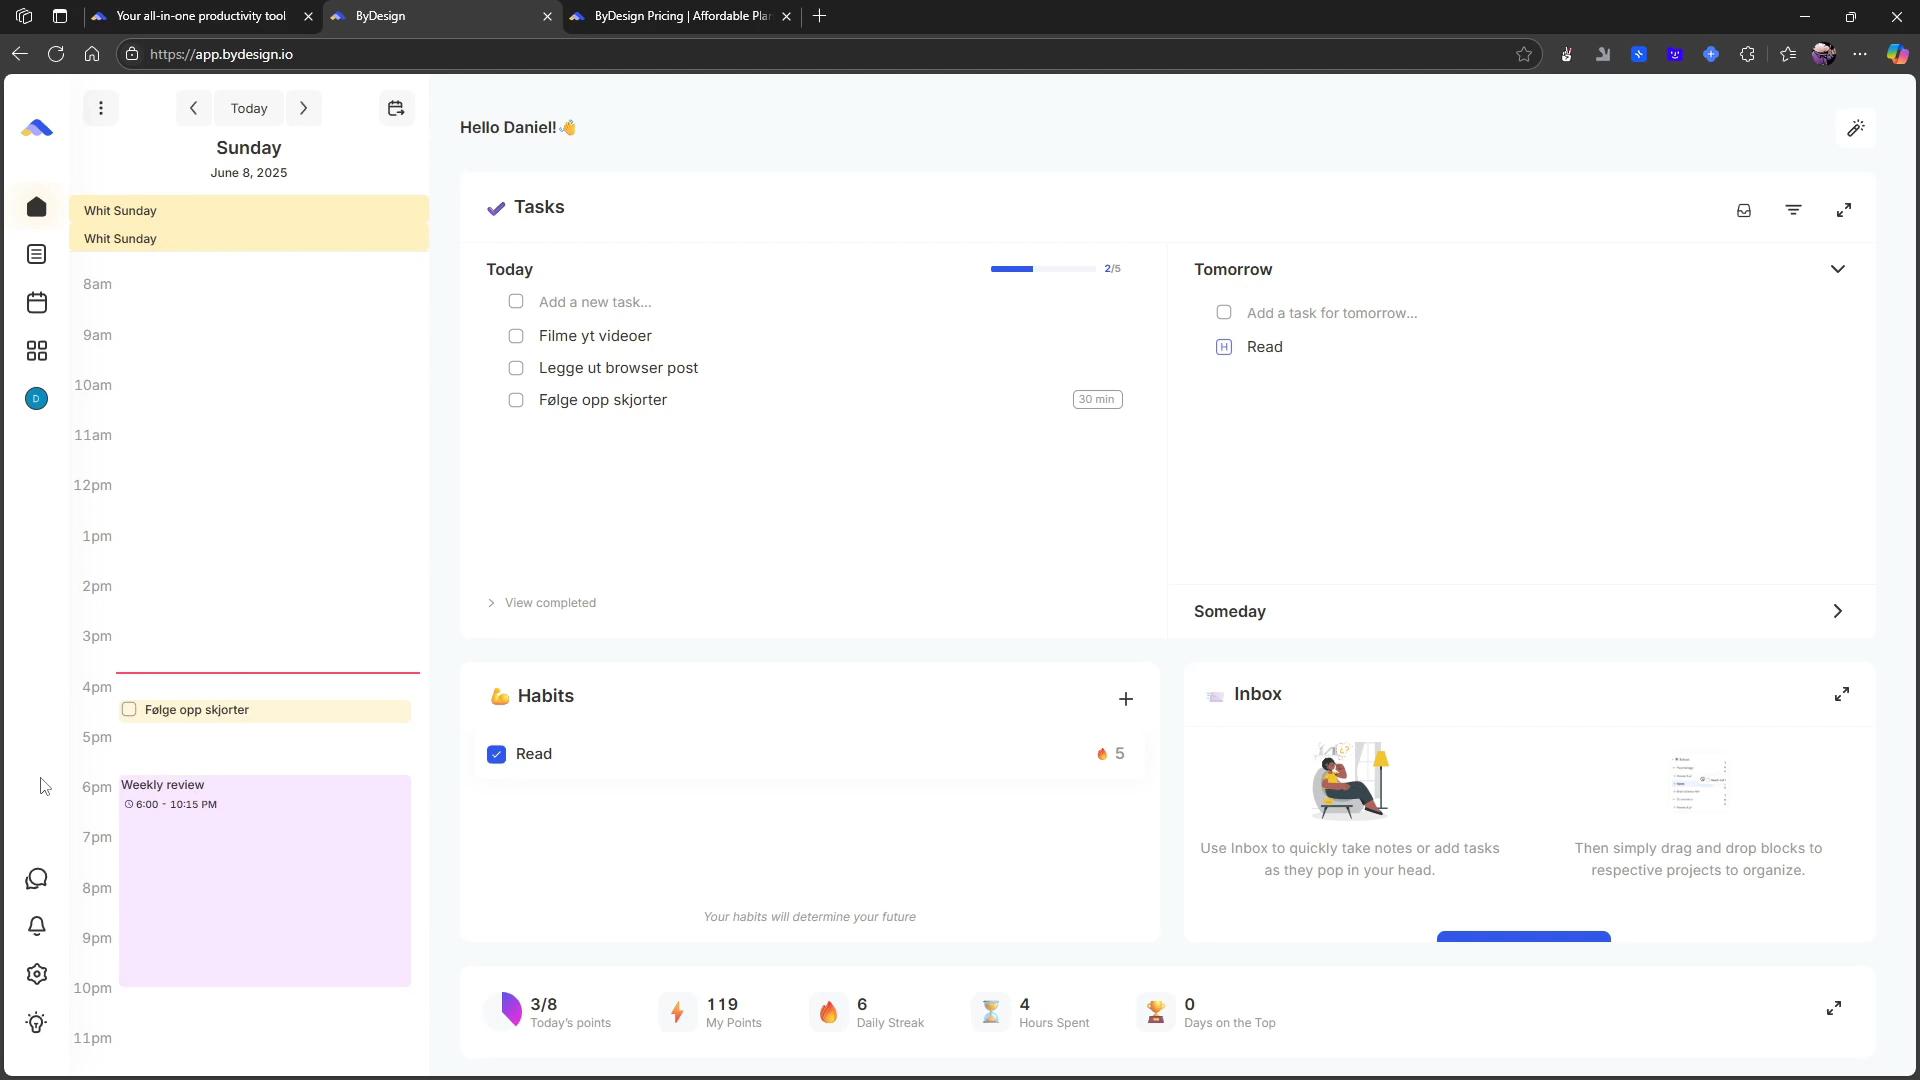 Your all-in-one productivity tool
ByDesign
ByDesign Pricing | Affordable Pla
https://app.bydesign.io
Today
Sunday
June 8, 2025
Whit Sunday
Whit Sunday
8am
9am
10am
11am
12pm
1pm
2pm
3pm
4pm
Følge opp skjorter
5pm
6pm
Weekly review
6:00 - 10:15 PM
7pm
8pm
9pm
10pm
11pm
D
Hello Daniel! 👋
Tasks
Today
2/5
Add a new task...
Filme yt videoer
Legge ut browser post
Følge opp skjorter
30 min
View completed
Tomorrow
Add a task for tomorrow...
H Read
Someday
Habits
Read
5
Your habits will determine your future
Inbox
Use Inbox to quickly take notes or add tasks
as they pop in your head.
Then simply drag and drop blocks to
respective projects to organize.
3/8
Today's points
119
My Points
6
Daily Streak
4
Hours Spent
0
Days on the Top